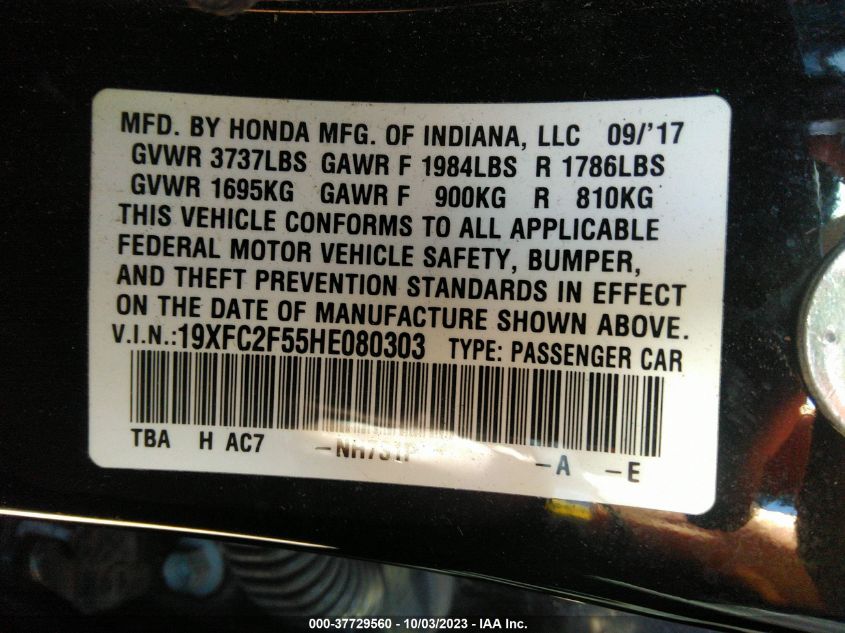 MFD. BY HONDA MFG. OF INDIANA, LLC 09/'17
GVWR 3737LBS GAWR F 1984LBS R 1786LBS
GVWR 1695KG GAWR F 900KG R 810KG
THIS VEHICLE CONFORMS TO ALL APPLICABLE
FEDERAL MOTOR VEHICLE SAFETY, BUMPER,
AND THEFT PREVENTION STANDARDS IN EFFECT
ON THE DATE OF MANUFACTURE SHOWN ABOVE.
V.I.N.:19XFC2F55HE080303 TYPE: PASSENGER CAR
TBA H AC7 -NH731P -A -E
000-37729560 - 10/03/2023 - IAA Inc.